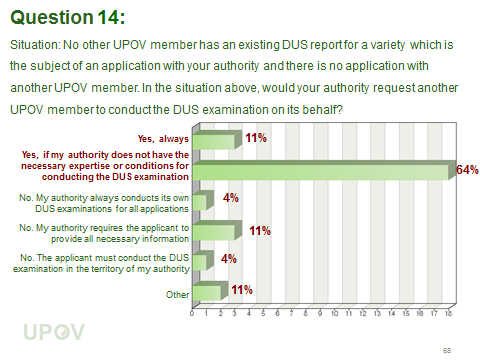 Question 14:
Situation: No other UPOV member has an existing DUS report for a variety which is
the subject of an application with your authority and there is no application with
another UPOV member. In the situation above, would your authority request another
UPOV member to conduct the DUS examination on its behalf?
Yes, always
11%
Yes, if my authority does not have the
necessary expertise or conditions for
conducting the DUS examination
64%
No. My authority always conducts its own
DUS examinations for all applications
4%
No. My authority requires the applicant to
provide all necessary information
11%
No. The applicant must conduct the DUS
examination in the territory of my authority
4%
Other
11%
0 1 2 3 4 5 6 7 8 9 10 11 12 13 14 15 16 17 18
UPOV
68